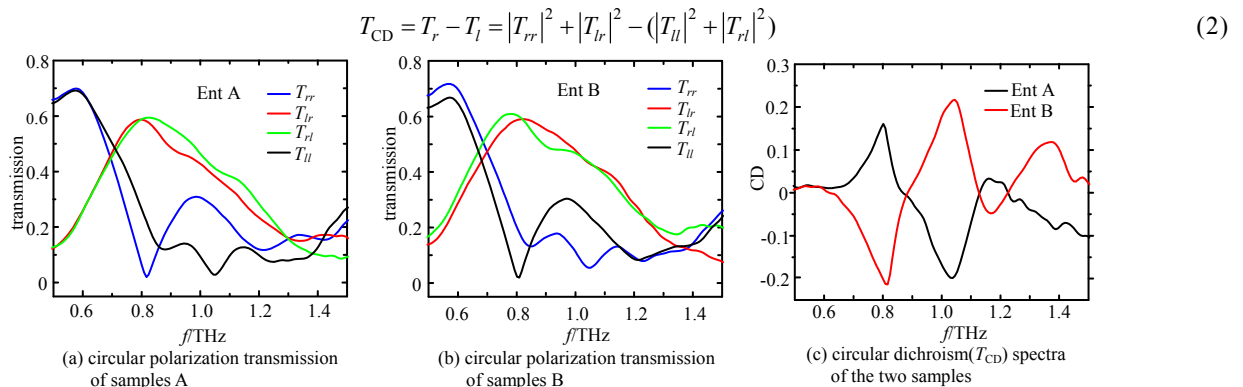 T_CD = T_r − T_l = |T_rr|² + |T_lr|² − (|T_ll|² + |T_rl|²) (2)
0.8
0.6
0.4
0.2
0
transmission
Ent A
T_rr
T_lr
T_rl
T_ll
0.6 0.8 1.0 1.2 1.4
f/THz
(a) circular polarization transmission
of samples A
0.8
0.6
0.4
0.2
0
transmission
Ent B
T_rr
T_lr
T_rl
T_ll
0.6 0.8 1.0 1.2 1.4
f/THz
(b) circular polarization transmission
of samples B
0.3
0.2
0.1
0
-0.1
-0.2
CD
Ent A
Ent B
0.6 0.8 1.0 1.2 1.4
f/THz
(c) circular dichroism(T_CD) spectra
of the two samples